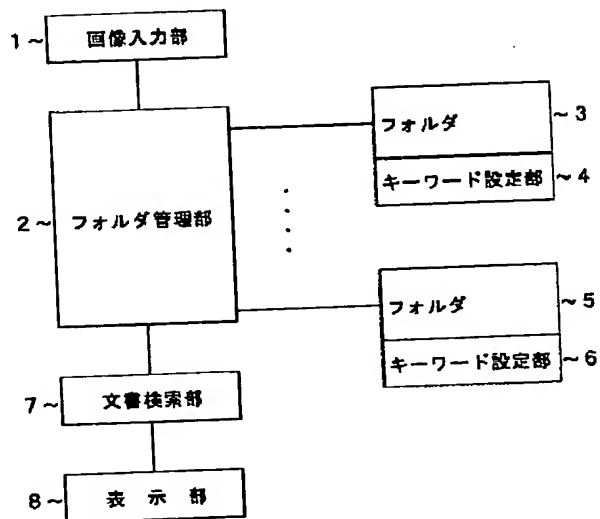 1~ 画像入力部
フォルダ ~3
キーワード設定部 ~4
2~ フォルダ管理部
フォルダ ~5
キーワード設定部 ~6
7~ 文書検索部
8~ 表示部